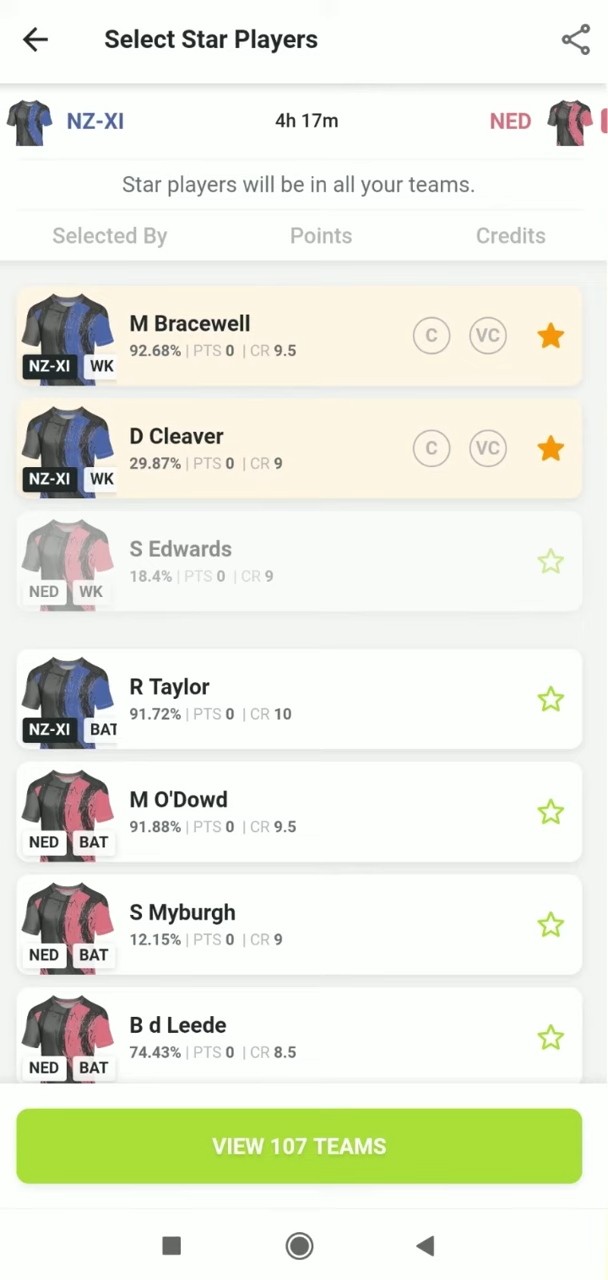 Select Star Players
NZ-XI 4h 17m NED
Star players will be in all your teams.
Selected By Points Credits
M Bracewell
92.68% | PTS 0 | CR 9.5
NZ-XI WK
C VC
D Cleaver
29.87% | PTS 0 | CR 9
NZ-XI WK
C VC
S Edwards
18.4% | PTS 0 | CR 9
NED WK
R Taylor
91.72% | PTS 0 | CR 10
NZ-XI BAT
M O'Dowd
91.88% | PTS 0 | CR 9.5
NED BAT
S Myburgh
12.15% | PTS 0 | CR 9
NED BAT
B d Leede
74.43% | PTS 0 | CR 8.5
NED BAT
VIEW 107 TEAMS